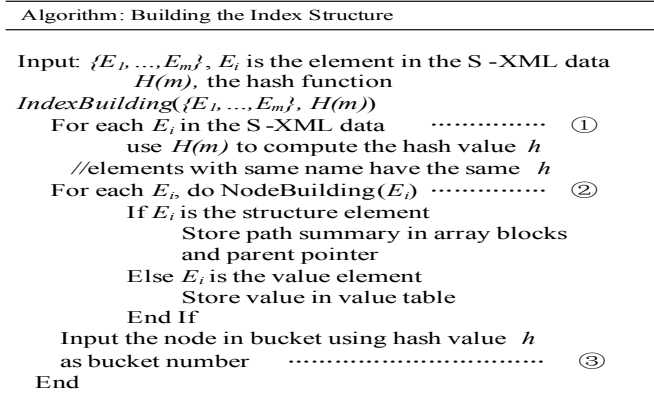 Algorithm: Building the Index Structure
Input: {E1,...,Em}, Ei is the element in the S -XML data
H(m), the hash function
IndexBuilding({E1,...,Em}, H(m))
For each Ei in the S -XML data ··············· ①
use H(m) to compute the hash value h
//elements with same name have the same h
For each Ei, do NodeBuilding(Ei) ··············· ②
If Ei is the structure element
Store path summary in array blocks
and parent pointer
Else Ei is the value element
Store value in value table
End If
Input the node in bucket using hash value h
as bucket number ································· ③
End